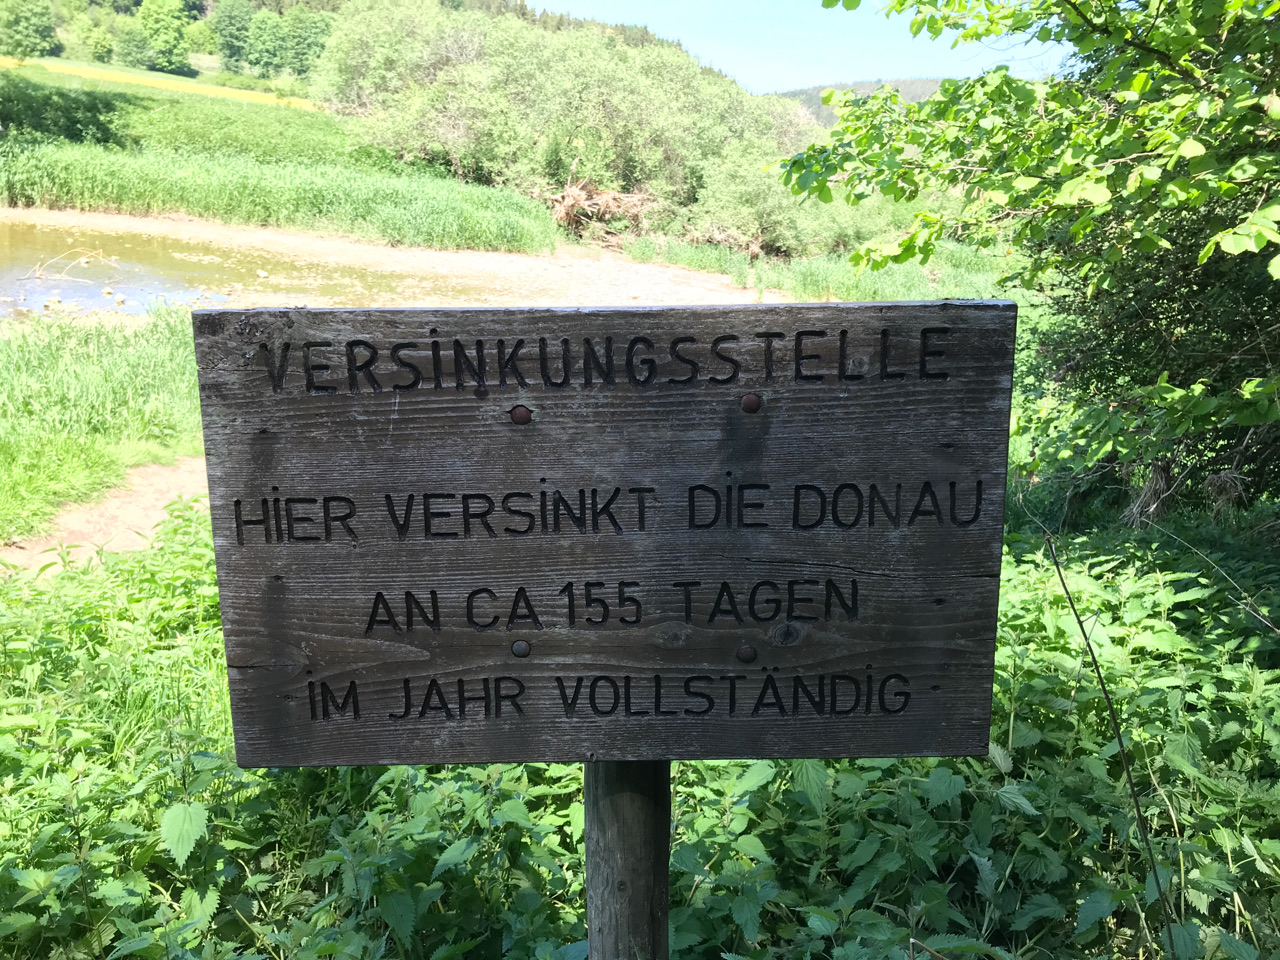 VERSINKUNGSSTELLE
HIER VERSINKT DIE DONAU
AN CA 155 TAGEN
IM JAHR VOLLSTÄNDIG